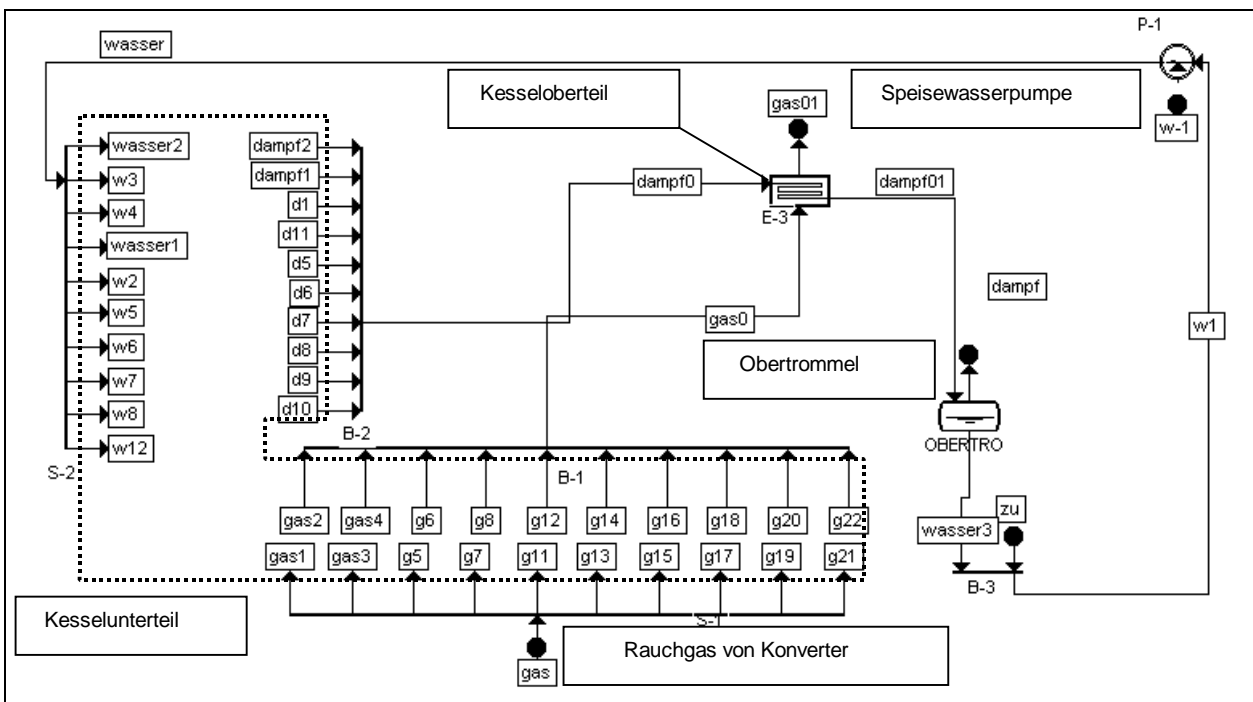 P-1
wasser
Kesseloberteil
Speisewasserpumpe
gas01
w-1
wasser2
dampf2
w3
dampf1
dampf0
dampf01
w4
d1
E-3
wasser1
d11
w2
d5
dampf
w5
d6
gas0
w1
w6
d7
Obertrommel
w7
d8
w8
d9
w12
d10
S-2
B-2
OBERTRO
B-1
gas2
gas4
g6
g8
g12
g14
g16
g18
g20
g22
zu
wasser3
gas1
gas3
g5
g7
g11
g13
g15
g17
g19
g21
B-3
Kesselunterteil
S-1
Rauchgas von Konverter
gas